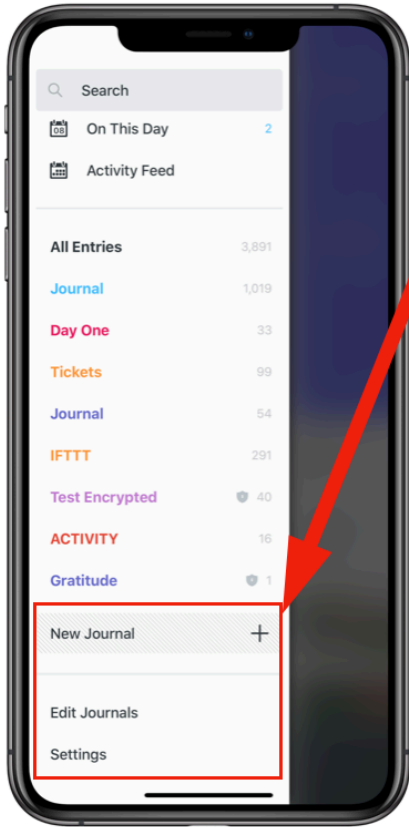 Search
08 On This Day 2
Activity Feed
All Entries 3,891
Journal 1,019
Day One 33
Tickets 99
Journal 54
IFTTT 291
Test Encrypted 40
ACTIVITY 16
Gratitude 1
New Journal +
Edit Journals
Settings